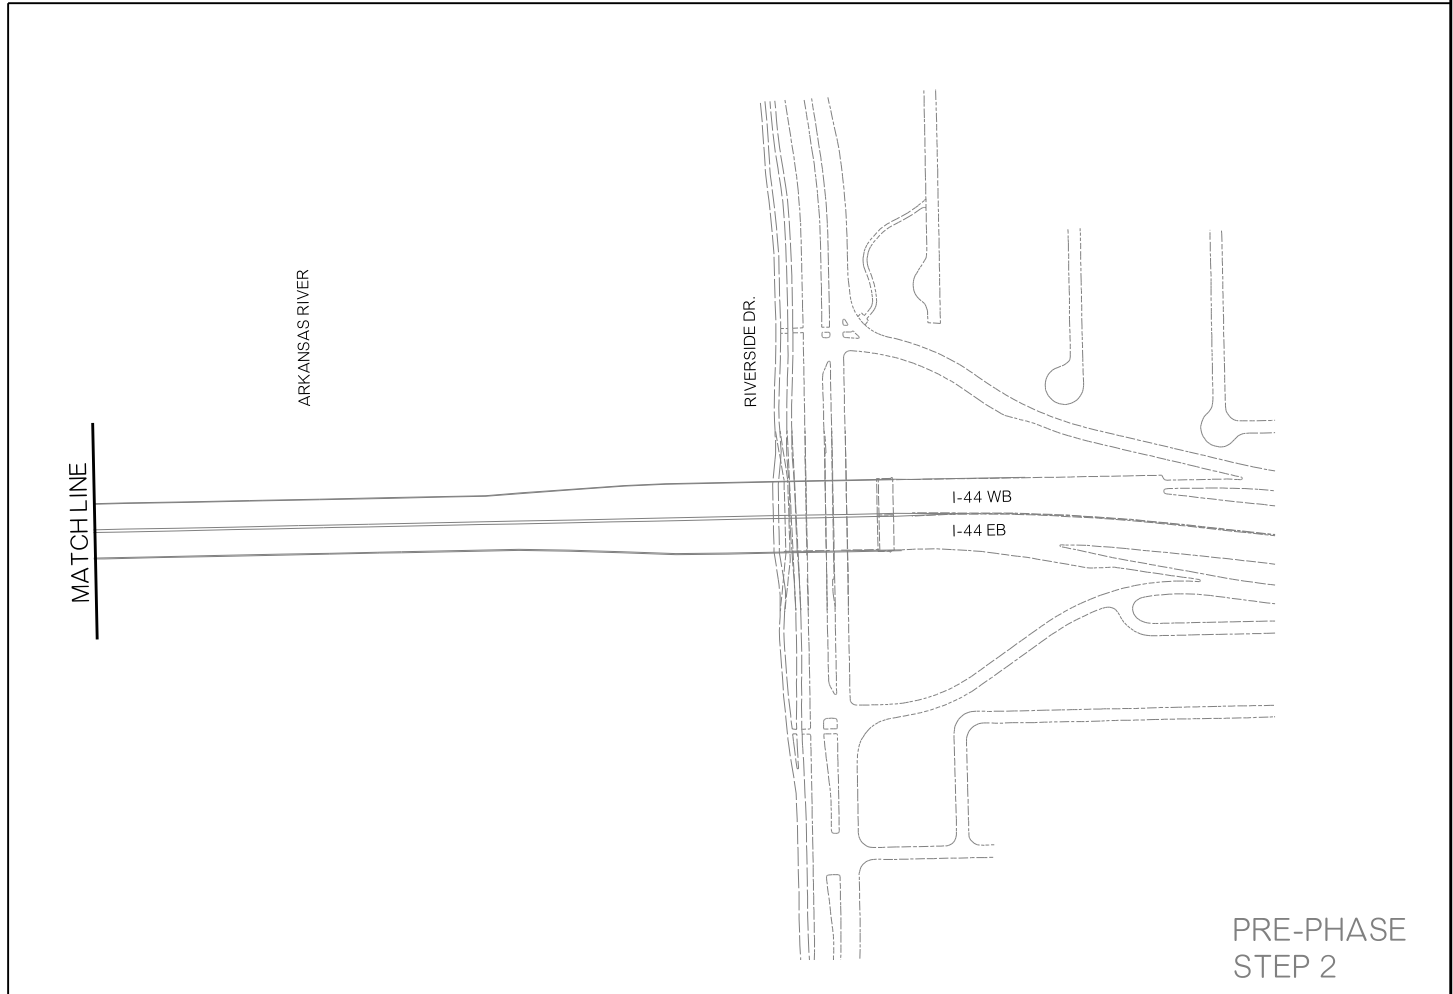 ARKANSAS RIVER
RIVERSIDE DR.
MATCH LINE
I-44 WB
I-44 EB
PRE-PHASE
STEP 2